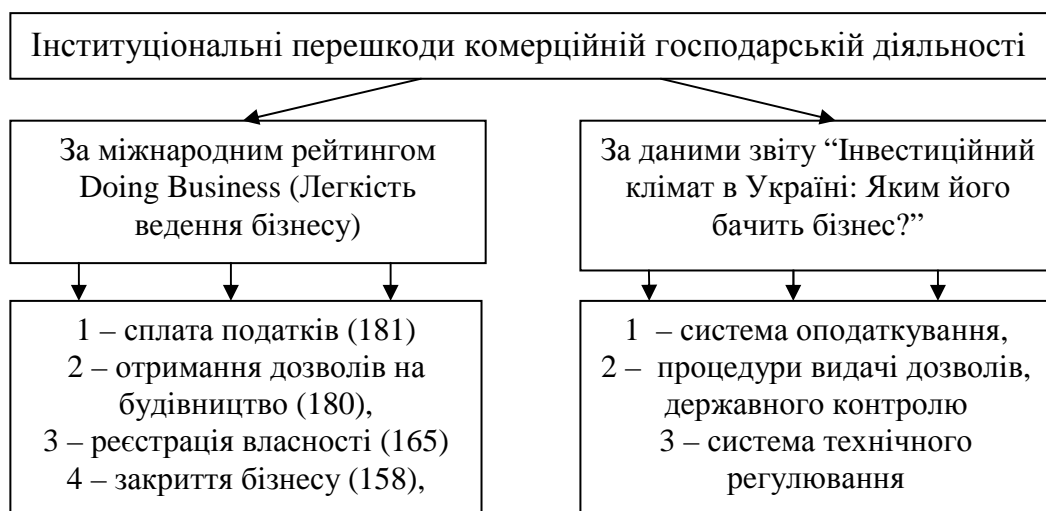 Інституціональні перешкоди комерційній господарській діяльності
За міжнародним рейтингом
Doing Business (Легкість
ведення бізнесу)
За даними звіту “Інвестиційний
клімат в Україні: Яким його
бачить бізнес?”
1 – сплата податків (181)
2 – отримання дозволів на
будівництво (180),
3 – реєстрація власності (165)
4 – закриття бізнесу (158),
1 – система оподаткування,
2 – процедури видачі дозволів,
державного контролю
3 – система технічного
регулювання